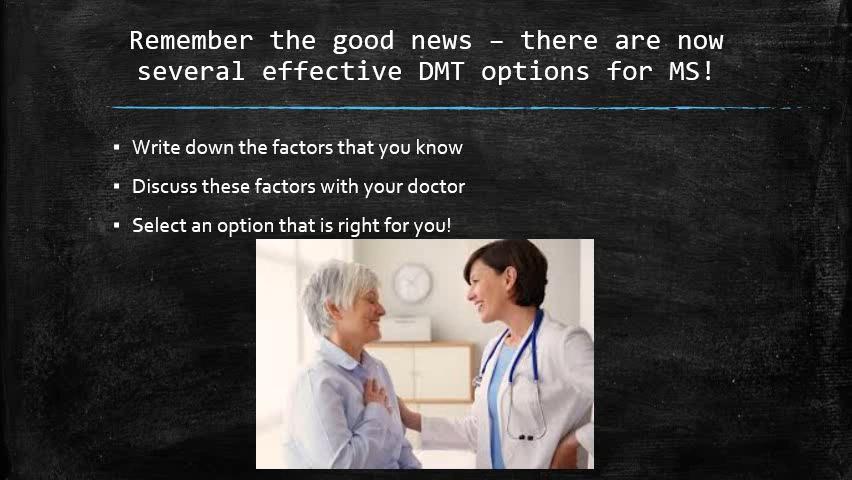 Remember the good news – there are now
several effective DMT options for MS!
▪ Write down the factors that you know
▪ Discuss these factors with your doctor
▪ Select an option that is right for you!